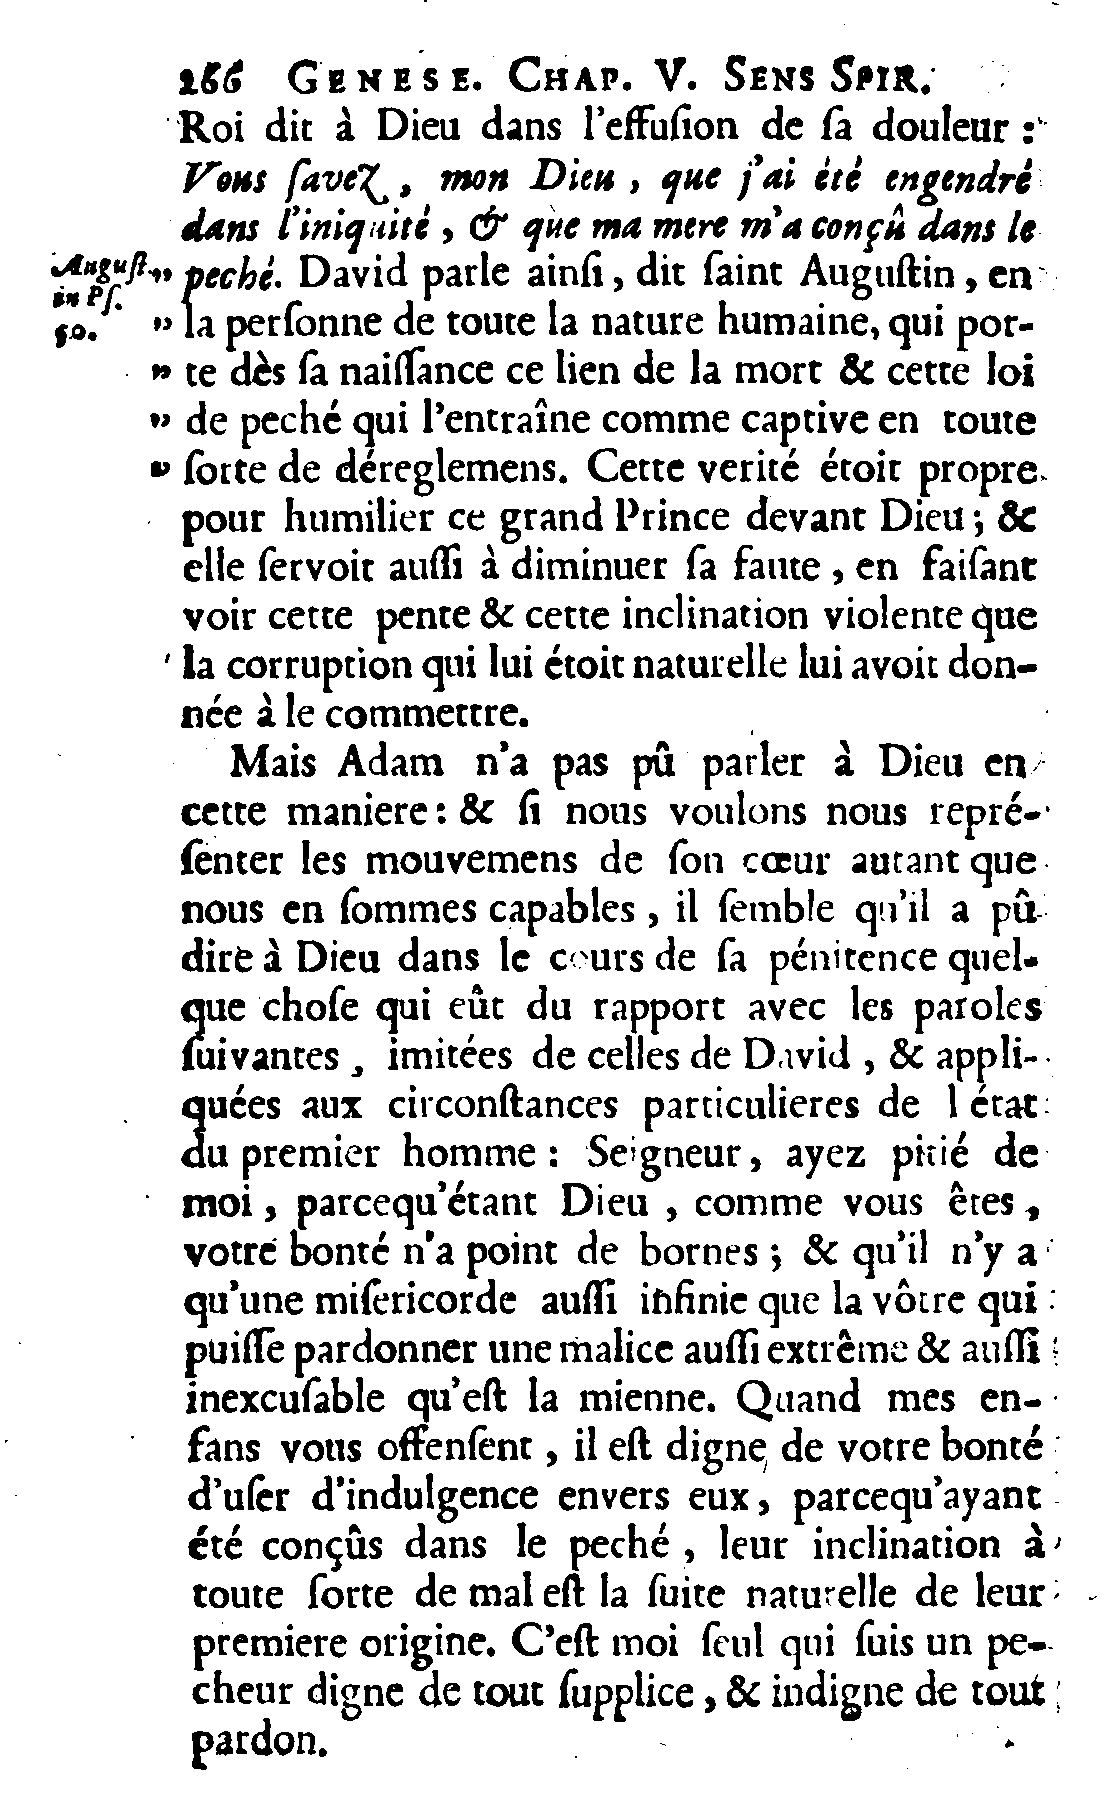 266 GENESE. CHAP. V. SENS SPIR.
Roi dit à Dieu dans l'effuſion de ſa douleur :
Vous ſavez, mon Dieu, que j'ai été engendré
dans l'iniquité, & que ma mere m'a conçû dans le
Auguſt. „ peché. David parle ainſi, dit ſaint Auguſtin, en
in Pſ.
50. „ la perſonne de toute la nature humaine, qui por-
„ te dès ſa naiſſance ce lien de la mort & cette loi
„ de peché qui l'entraîne comme captive en toute
„ ſorte de déreglemens. Cette verité étoit propre
pour humilier ce grand Prince devant Dieu ; &
elle ſervoit auſſi à diminuer ſa faute, en faiſant
voir cette pente & cette inclination violente que
la corruption qui lui étoit naturelle lui avoit don-
née à le commettre.
Mais Adam n'a pas pû parler à Dieu en
cette maniere : & ſi nous voulons nous repré-
ſenter les mouvemens de ſon cœur autant que
nous en ſommes capables, il ſemble qu'il a pû
dire à Dieu dans le cours de ſa pénitence quel-
que choſe qui eût du rapport avec les paroles
ſuivantes, imitées de celles de David, & appli-
quées aux circonſtances particulieres de l'état
du premier homme : Seigneur, ayez pitié de
moi, parcequ'étant Dieu, comme vous êtes,
votre bonté n'a point de bornes ; & qu'il n'y a
qu'une miſericorde auſſi infinie que la vôtre qui
puiſſe pardonner une malice auſſi extrême & auſſi
inexcuſable qu'eſt la mienne. Quand mes en-
fans vous offenſent, il eſt digne de votre bonté
d'uſer d'indulgence envers eux, parcequ'ayant
été conçûs dans le peché, leur inclination à
toute ſorte de mal eſt la ſuite naturelle de leur
premiere origine. C'eſt moi ſeul qui ſuis un pe-
cheur digne de tout ſupplice, & indigne de tout
pardon.